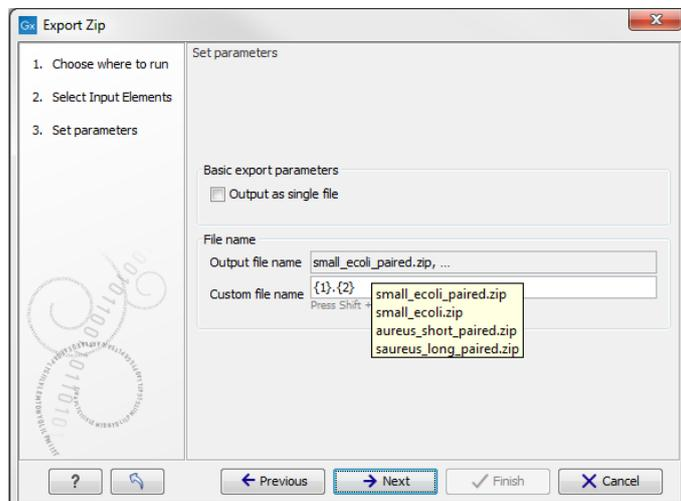 Gx Export Zip
1. Choose where to run
2. Select Input Elements
3. Set parameters
Set parameters
Basic export parameters
Output as single file
File name
Output file name small_ecoli_paired.zip, ...
Custom file name {1}.{2}
Press Shift +
small_ecoli_paired.zip
small_ecoli.zip
aureus_short_paired.zip
saureus_long_paired.zip
? Previous Next Finish Cancel